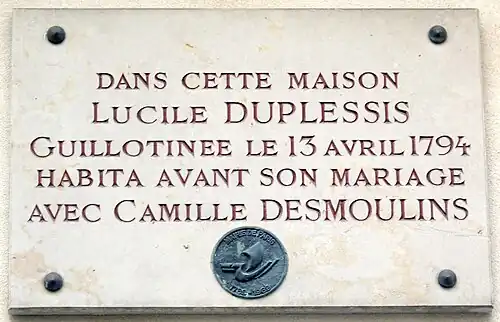 DANS CETTE MAISON
LUCILE DUPLESSIS
GUILLOTINEE LE 13 AVRIL 1794
HABITA AVANT SON MARIAGE
AVEC CAMILLE DESMOULINS